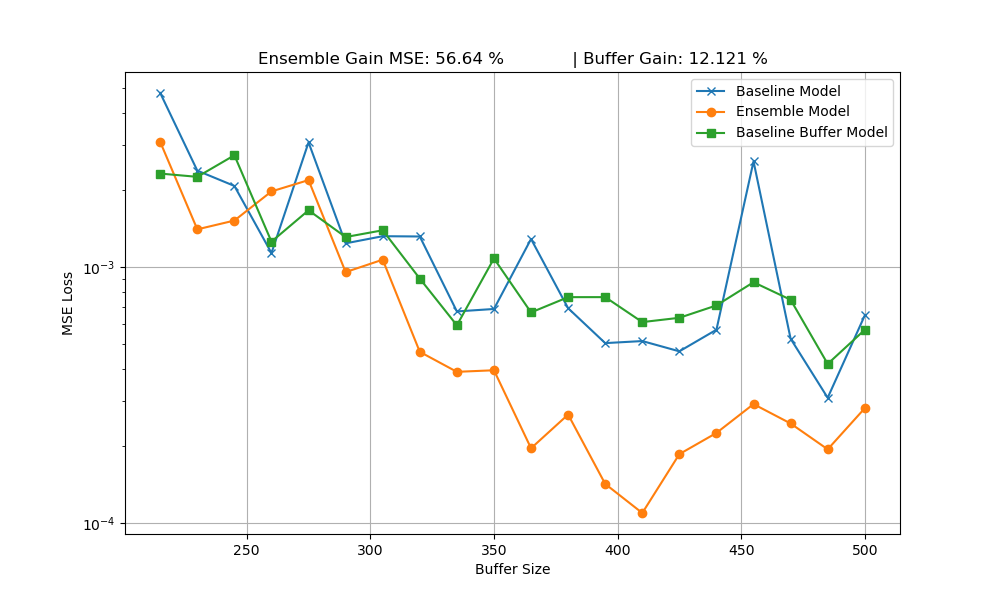 Ensemble Gain MSE: 56.64 % | Buffer Gain: 12.121 %
Baseline Model
Ensemble Model
Baseline Buffer Model
MSE Loss
10⁻³
10⁻⁴
250 300 350 400 450 500
Buffer Size